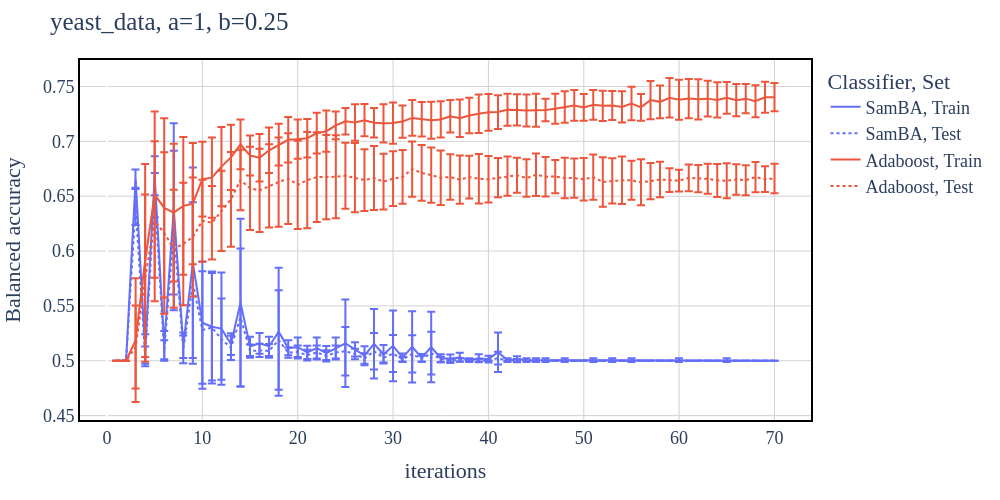 yeast_data, a=1, b=0.25
Balanced accuracy
0.75
0.7
0.65
0.6
0.55
0.5
0.45
0 10 20 30 40 50 60 70
iterations
Classifier, Set
SamBA, Train
SamBA, Test
Adaboost, Train
Adaboost, Test